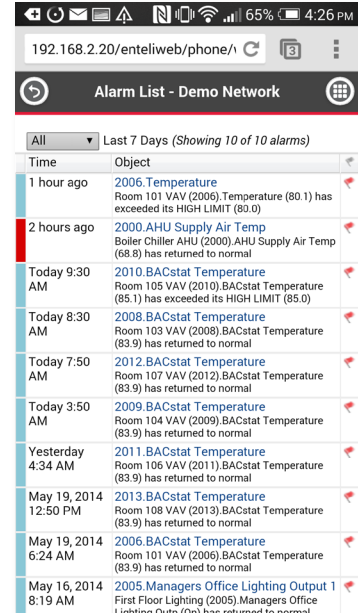 65% 4:26 PM
192.168.2.20/enteliweb/phone/
3
Alarm List - Demo Network
All Last 7 Days (Showing 10 of 10 alarms)
Time Object
1 hour ago 2006.Temperature
Room 101 VAV (2006).Temperature (80.1) has
exceeded its HIGH LIMIT (80.0)
2 hours ago 2000.AHU Supply Air Temp
Boiler Chiller AHU (2000).AHU Supply Air Temp
(68.8) has returned to normal
Today 9:30 2010.BACstat Temperature
AM Room 105 VAV (2010).BACstat Temperature
(85.1) has exceeded its HIGH LIMIT (85.0)
Today 8:30 2008.BACstat Temperature
AM Room 103 VAV (2008).BACstat Temperature
(83.9) has returned to normal
Today 7:50 2012.BACstat Temperature
AM Room 107 VAV (2012).BACstat Temperature
(83.9) has returned to normal
Today 3:50 2009.BACstat Temperature
AM Room 104 VAV (2009).BACstat Temperature
(83.9) has returned to normal
Yesterday 2011.BACstat Temperature
4:34 AM Room 106 VAV (2011).BACstat Temperature
(83.9) has returned to normal
May 19, 2014 2013.BACstat Temperature
12:50 PM Room 108 VAV (2013).BACstat Temperature
(83.9) has returned to normal
May 19, 2014 2006.BACstat Temperature
6:24 AM Room 101 VAV (2006).BACstat Temperature
(83.9) has returned to normal
May 16, 2014 2005.Managers Office Lighting Output 1
8:19 AM First Floor Lighting (2005).Managers Office
Lighting Outp (On) has returned to normal